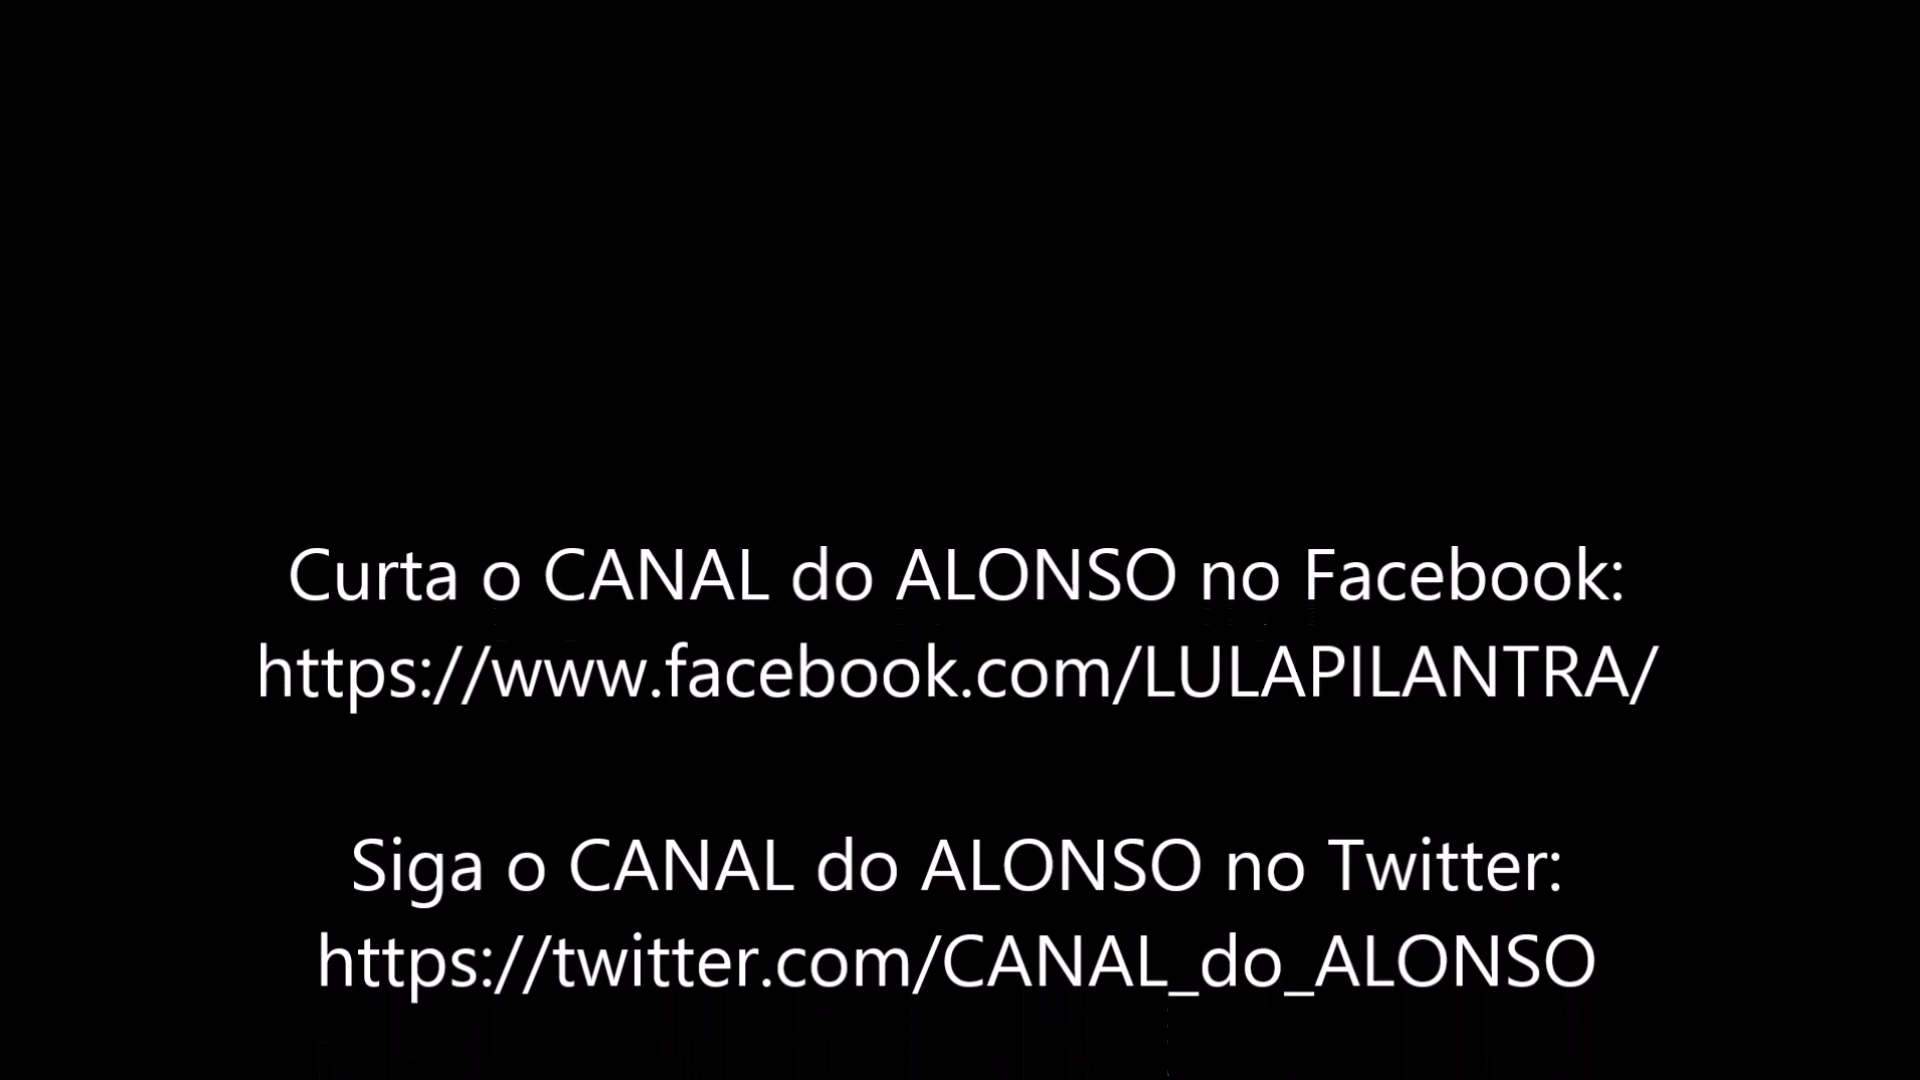 Curta o CANAL do ALONSO no Facebook:
https://www.facebook.com/LULAPILANTRA/
Siga o CANAL do ALONSO no Twitter:
https://twitter.com/CANAL_do_ALONSO